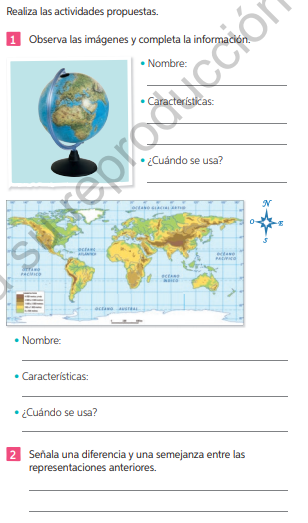 Realiza las actividades propuestas.
1 Observa las imágenes y completa la información.
• Nombre:
• Características:
• ¿Cuándo se usa?
OCÉANO GLACIAL ÁRTICO
OCÉANO PACÍFICO
OCÉANO ATLÁNTICO
OCÉANO ÍNDICO
OCÉANO PACÍFICO
OCÉANO AUSTRAL
N
O
E
S
• Nombre:
• Características:
• ¿Cuándo se usa?
2 Señala una diferencia y una semejanza entre las
representaciones anteriores.
reproducción